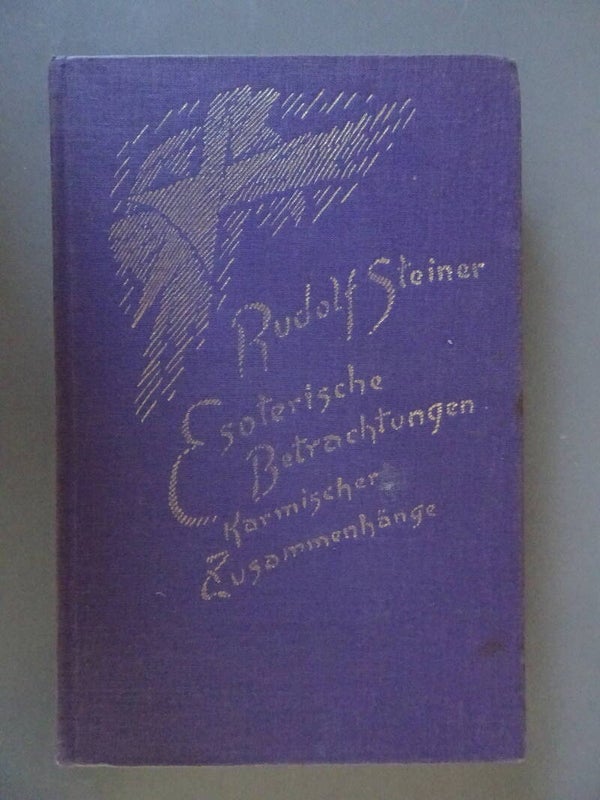 Rudolf Steiner
Esoterische
Betrachtungen
Karmischer
Zusammenhänge